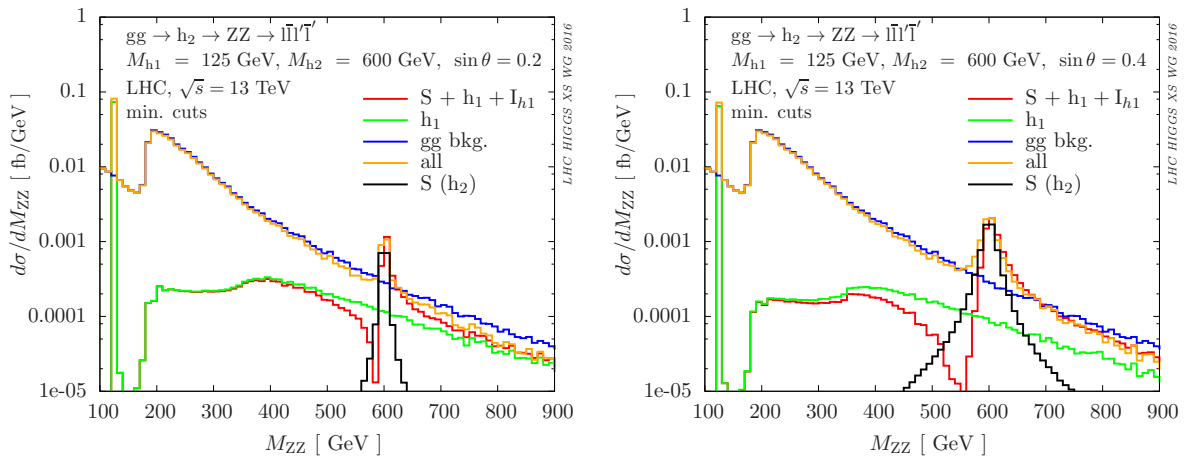 gg → h₂ → ZZ → ll̄l′l̄′
M_h1 = 125 GeV, M_h2 = 600 GeV, sin θ = 0.2
LHC, √s = 13 TeV
min. cuts
S + h₁ + I_h1
h₁
gg bkg.
all
S (h₂)
LHC HIGGS XS WG 2016
dσ/dM_ZZ [ fb/GeV ]
1
0.1
0.01
0.001
0.0001
1e-05
100 200 300 400 500 600 700 800 900
M_ZZ [ GeV ]
gg → h₂ → ZZ → ll̄l′l̄′
M_h1 = 125 GeV, M_h2 = 600 GeV, sin θ = 0.4
LHC, √s = 13 TeV
min. cuts
S + h₁ + I_h1
h₁
gg bkg.
all
S (h₂)
LHC HIGGS XS WG 2016
dσ/dM_ZZ [ fb/GeV ]
1
0.1
0.01
0.001
0.0001
1e-05
100 200 300 400 500 600 700 800 900
M_ZZ [ GeV ]